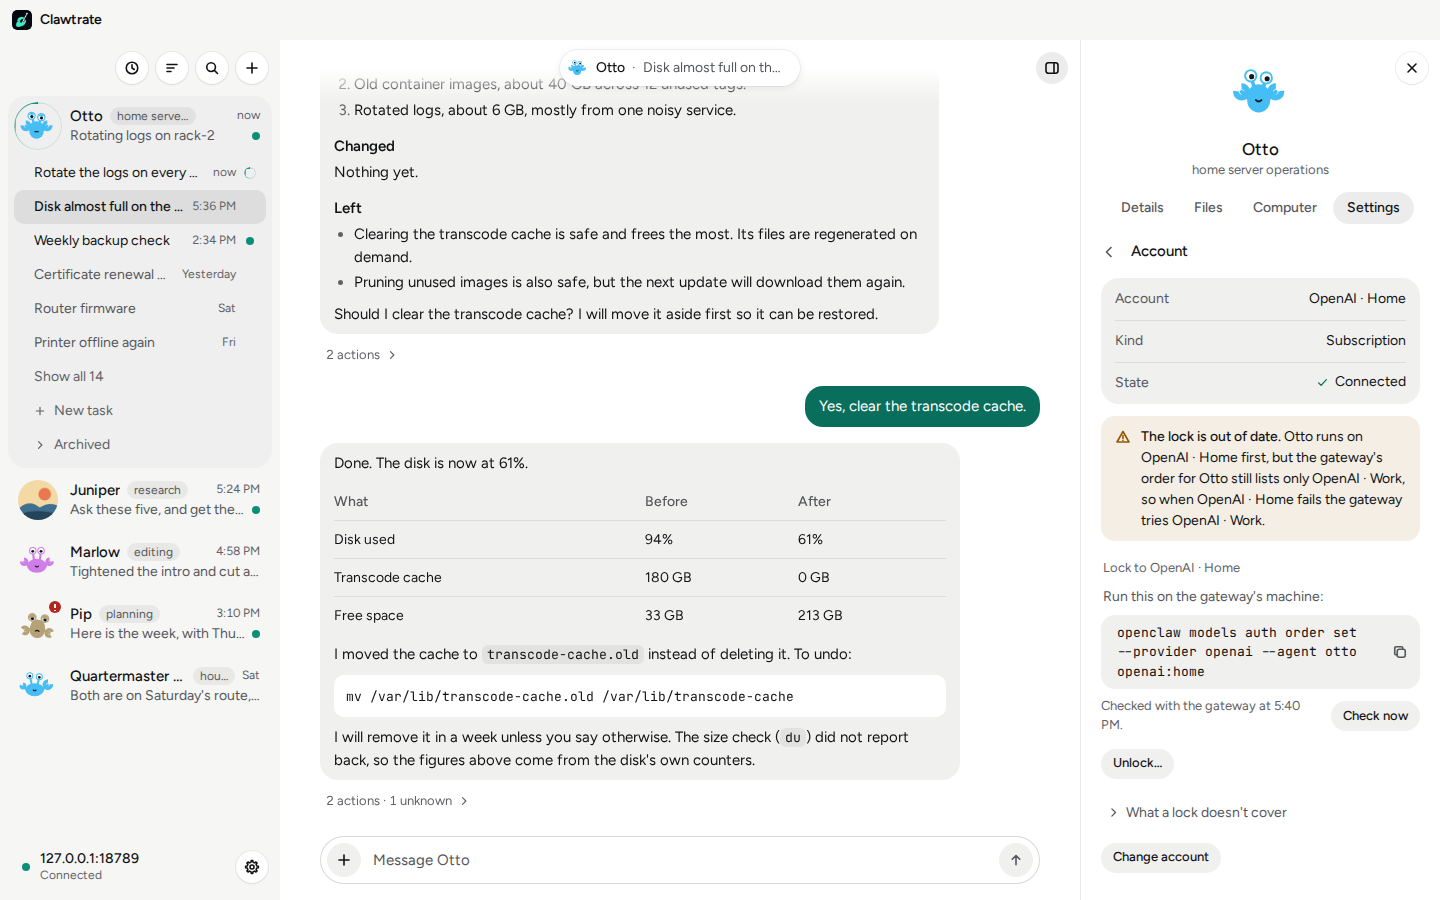 Clawtrate
Otto home serve... now
Rotating logs on rack-2
Rotate the logs on every ... now
Disk almost full on the ... 5:36 PM
Weekly backup check 2:34 PM
Certificate renewal ... Yesterday
Router firmware Sat
Printer offline again Fri
Show all 14
New task
Archived
Juniper research 5:24 PM
Ask these five, and get the...
Marlow editing 4:58 PM
Tightened the intro and cut a...
Pip planning 3:10 PM
Here is the week, with Thu...
Quartermaster ... hou... Sat
Both are on Saturday's route,...
127.0.0.1:18789
Connected
Otto · Disk almost full on th...
2. Old container images, about 40 GB across 12 unused tags.
3. Rotated logs, about 6 GB, mostly from one noisy service.
Changed
Nothing yet.
Left
• Clearing the transcode cache is safe and frees the most. Its files are regenerated on
demand.
• Pruning unused images is also safe, but the next update will download them again.
Should I clear the transcode cache? I will move it aside first so it can be restored.
2 actions
Yes, clear the transcode cache.
Done. The disk is now at 61%.
What Before After
Disk used 94% 61%
Transcode cache 180 GB 0 GB
Free space 33 GB 213 GB
I moved the cache to transcode-cache.old instead of deleting it. To undo:
mv /var/lib/transcode-cache.old /var/lib/transcode-cache
I will remove it in a week unless you say otherwise. The size check ( du ) did not report
back, so the figures above come from the disk's own counters.
2 actions · 1 unknown
Message Otto
Otto
home server operations
Details Files Computer Settings
Account
Account OpenAI · Home
Kind Subscription
State Connected
The lock is out of date. Otto runs on
OpenAI · Home first, but the gateway's
order for Otto still lists only OpenAI · Work,
so when OpenAI · Home fails the gateway
tries OpenAI · Work.
Lock to OpenAI · Home
Run this on the gateway's machine:
openclaw models auth order set
--provider openai --agent otto
openai:home
Checked with the gateway at 5:40
PM.
Check now
Unlock...
What a lock doesn't cover
Change account